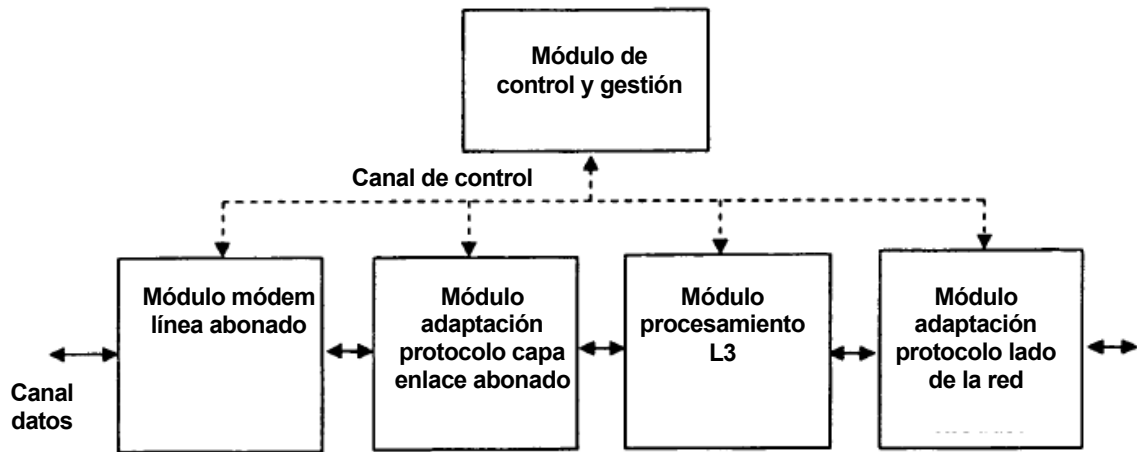 Módulo de
control y gestión
Canal de control
Módulo módem
línea abonado
Módulo
adaptación
protocolo capa
enlace abonado
Módulo
procesamiento
L3
Módulo
adaptación
protocolo lado
de la red
Canal
datos